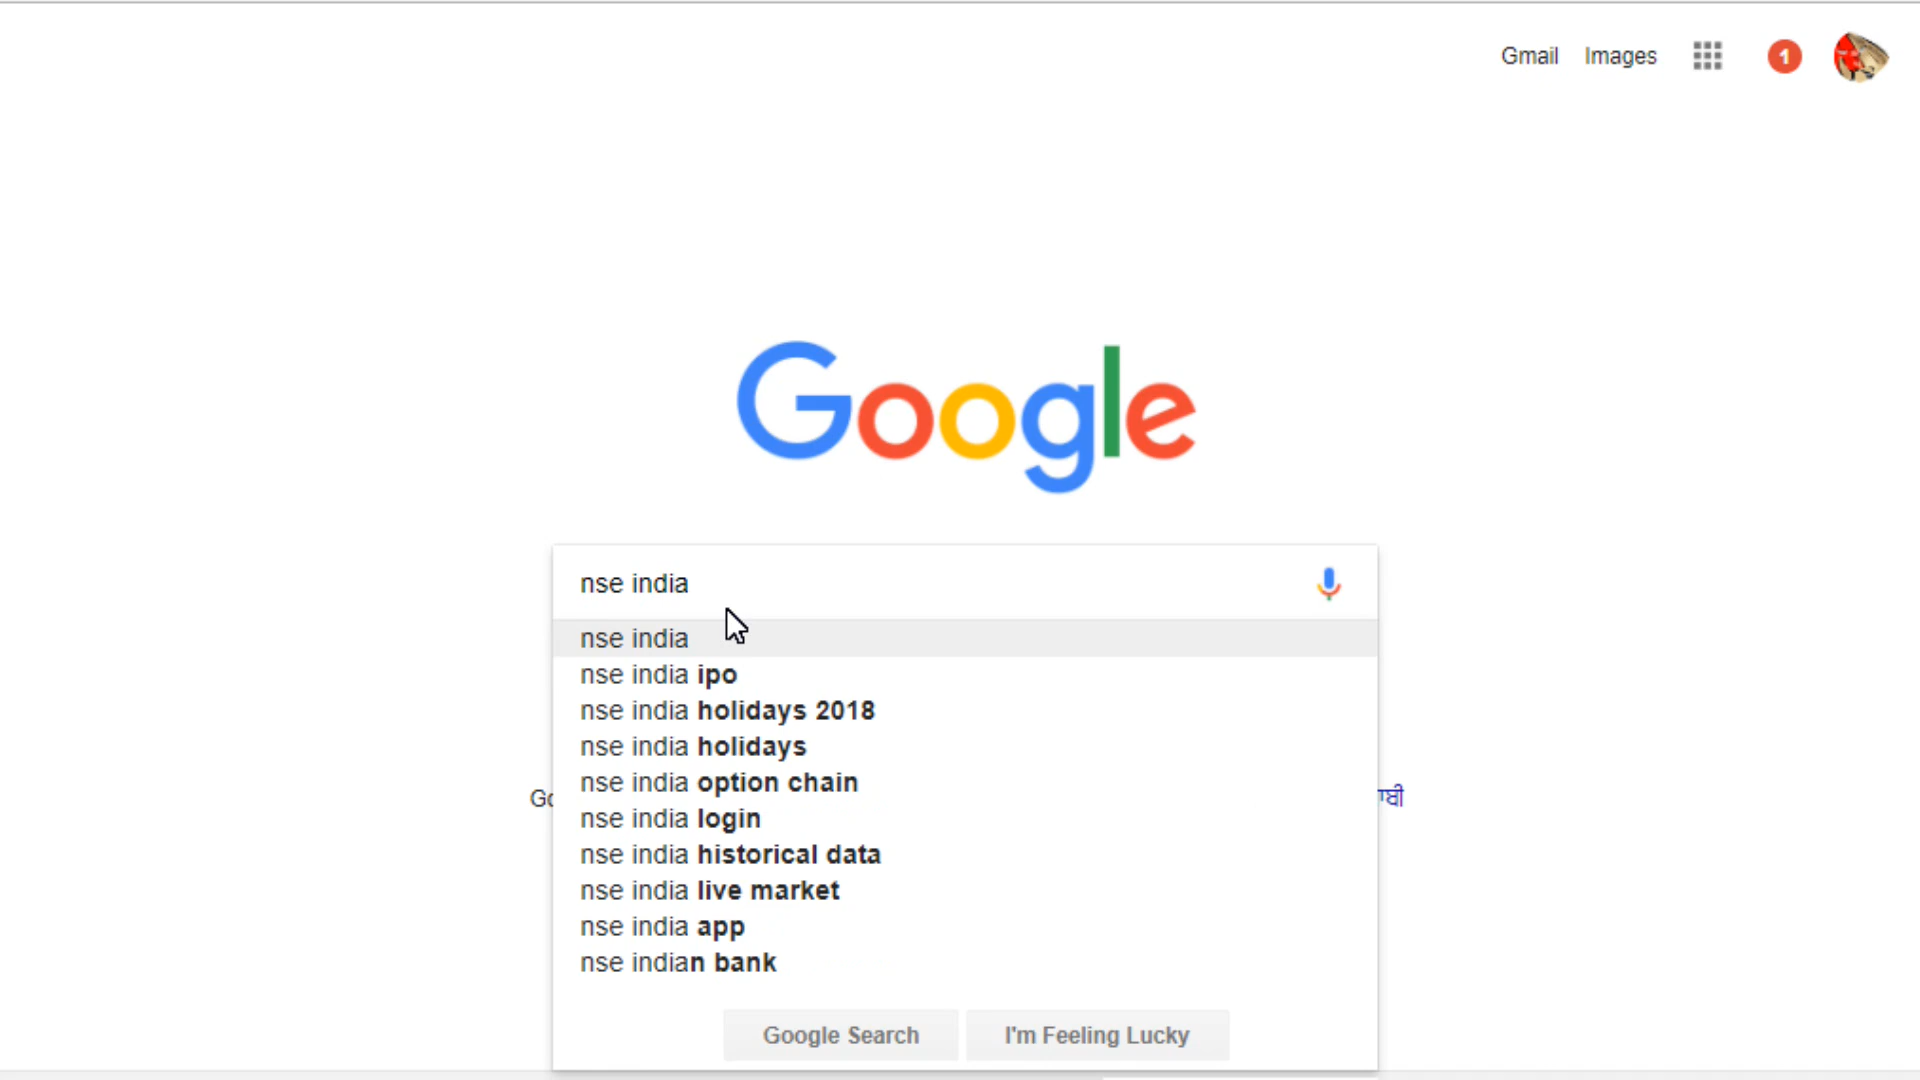 Gmail Images 1
Google
nse india
nse india
nse india ipo
nse india holidays 2018
nse india holidays
nse india option chain
nse india login
nse india historical data
nse india live market
nse india app
nse indian bank
Google Search I'm Feeling Lucky